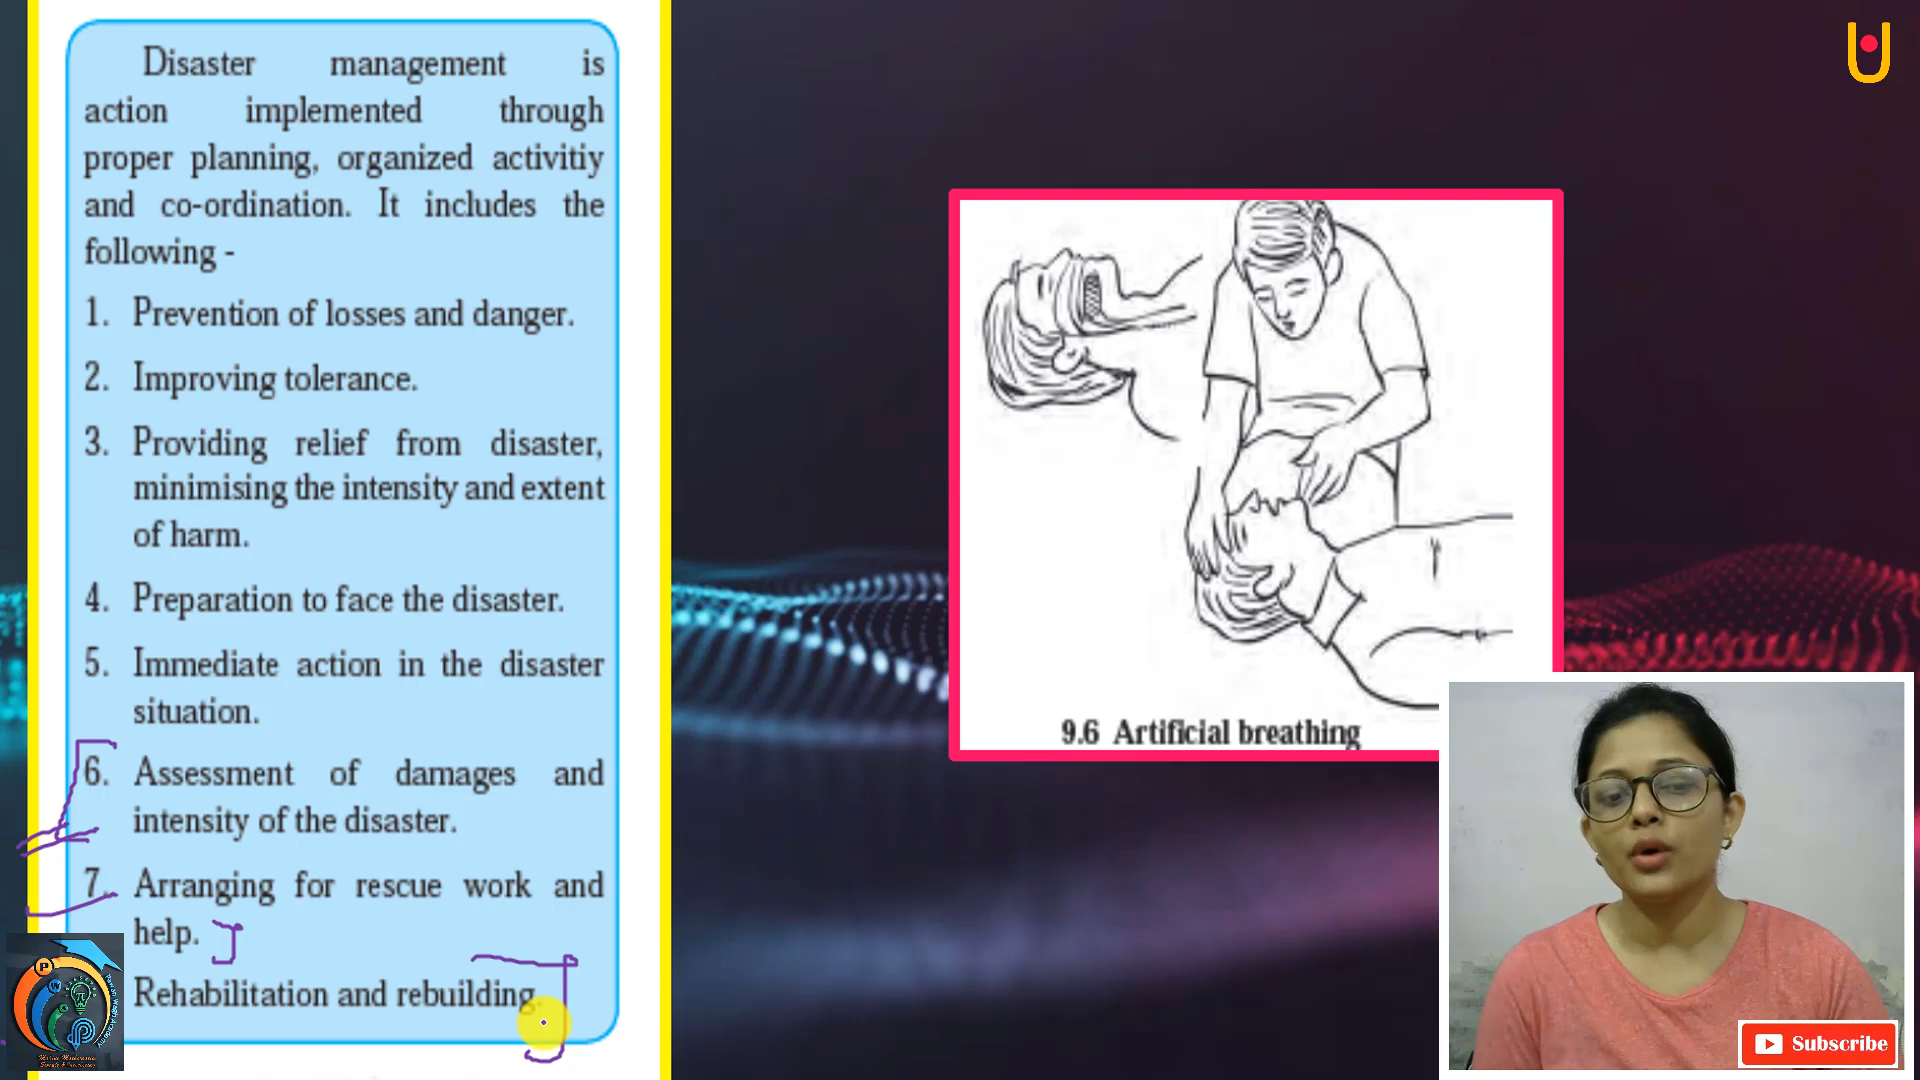 Disaster management is
action implemented through
proper planning, organized activitiy
and co-ordination. It includes the
following -
1. Prevention of losses and danger.
2. Improving tolerance.
3. Providing relief from disaster,
minimising the intensity and extent
of harm.
4. Preparation to face the disaster.
5. Immediate action in the disaster
situation.
6. Assessment of damages and
intensity of the disaster.
7. Arranging for rescue work and
help.
Rehabilitation and rebuilding.
9.6 Artificial breathing
Subscribe